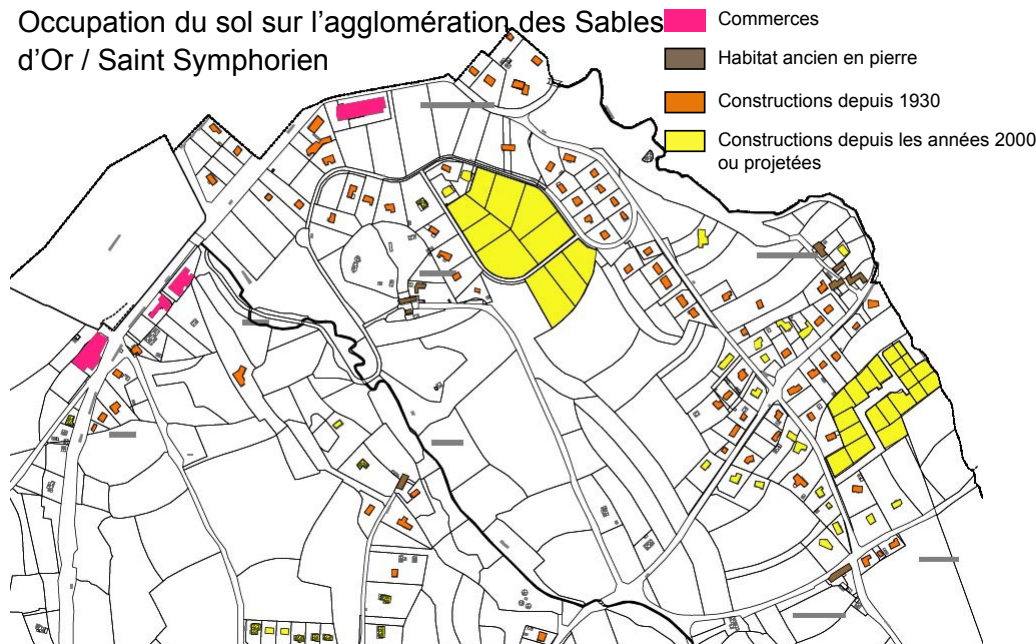 Occupation du sol sur l’agglomération des Sables
d’Or / Saint Symphorien
Commerces
Habitat ancien en pierre
Constructions depuis 1930
Constructions depuis les années 2000
ou projetées